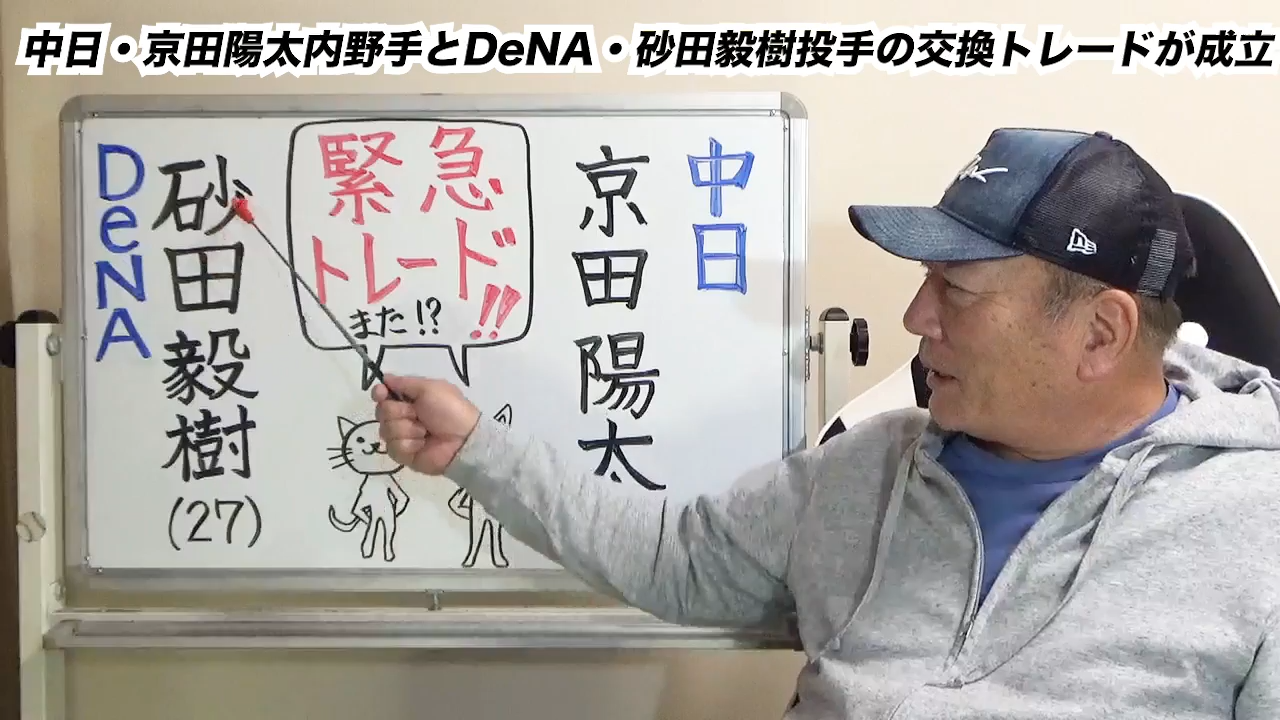 中日・京田陽太内野手とDeNA・砂田毅樹投手の交換トレードが成立
中日
京田陽太
緊急
トレード!!
また!?
DeNA
砂田毅樹
(27)